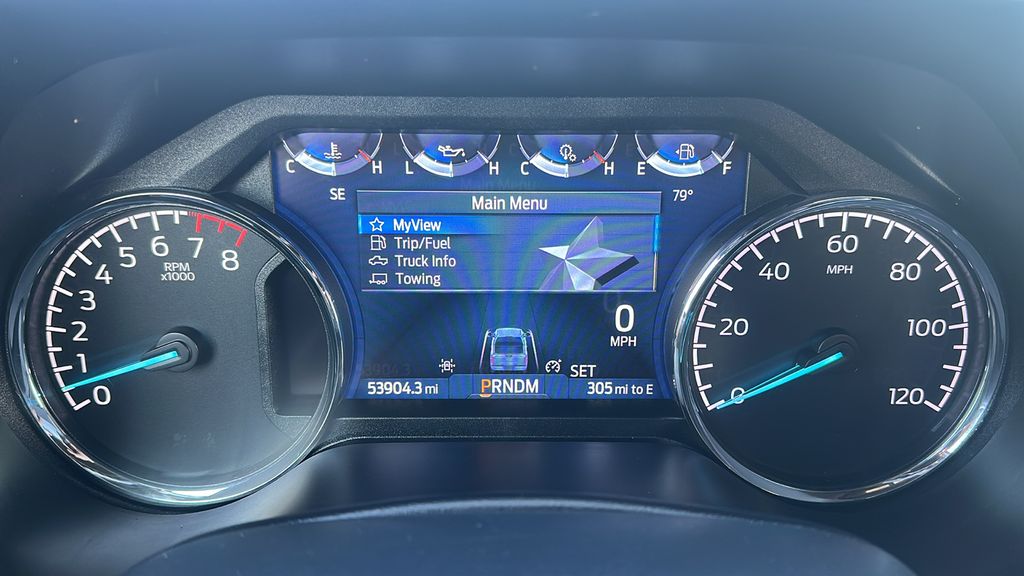 C H L H C H E F
SE 79°
Main Menu
MyView
Trip/Fuel
Truck Info
Towing
0
MPH
SET
53904.3 mi PRNDM 305 mi to E
0 1 2 3 4 5 6 7 8
RPM
x1000
0 20 40 60 80 100 120
MPH